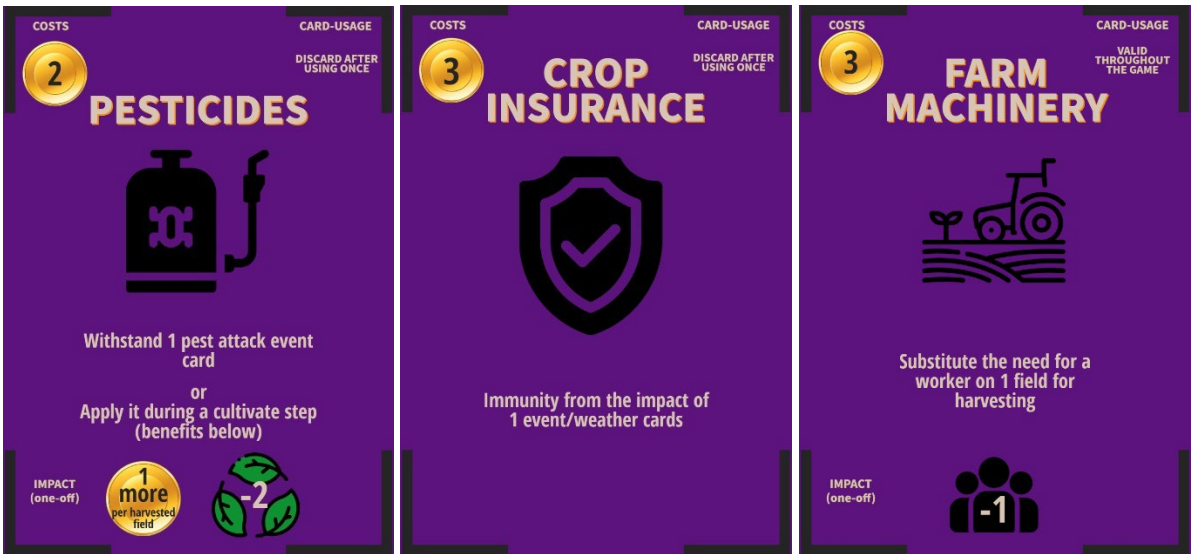 COSTS
CARD-USAGE
2
DISCARD AFTER
USING ONCE
PESTICIDES
Withstand 1 pest attack event
card
or
Apply it during a cultivate step
(benefits below)
IMPACT
(one-off)
1
more
per harvested
field
-2
COSTS
CARD-USAGE
3
DISCARD AFTER
USING ONCE
CROP
INSURANCE
Immunity from the impact of
1 event/weather cards
COSTS
CARD-USAGE
3
VALID
THROUGHOUT
THE GAME
FARM
MACHINERY
Substitute the need for a
worker on 1 field for
harvesting
IMPACT
(one-off)
-1